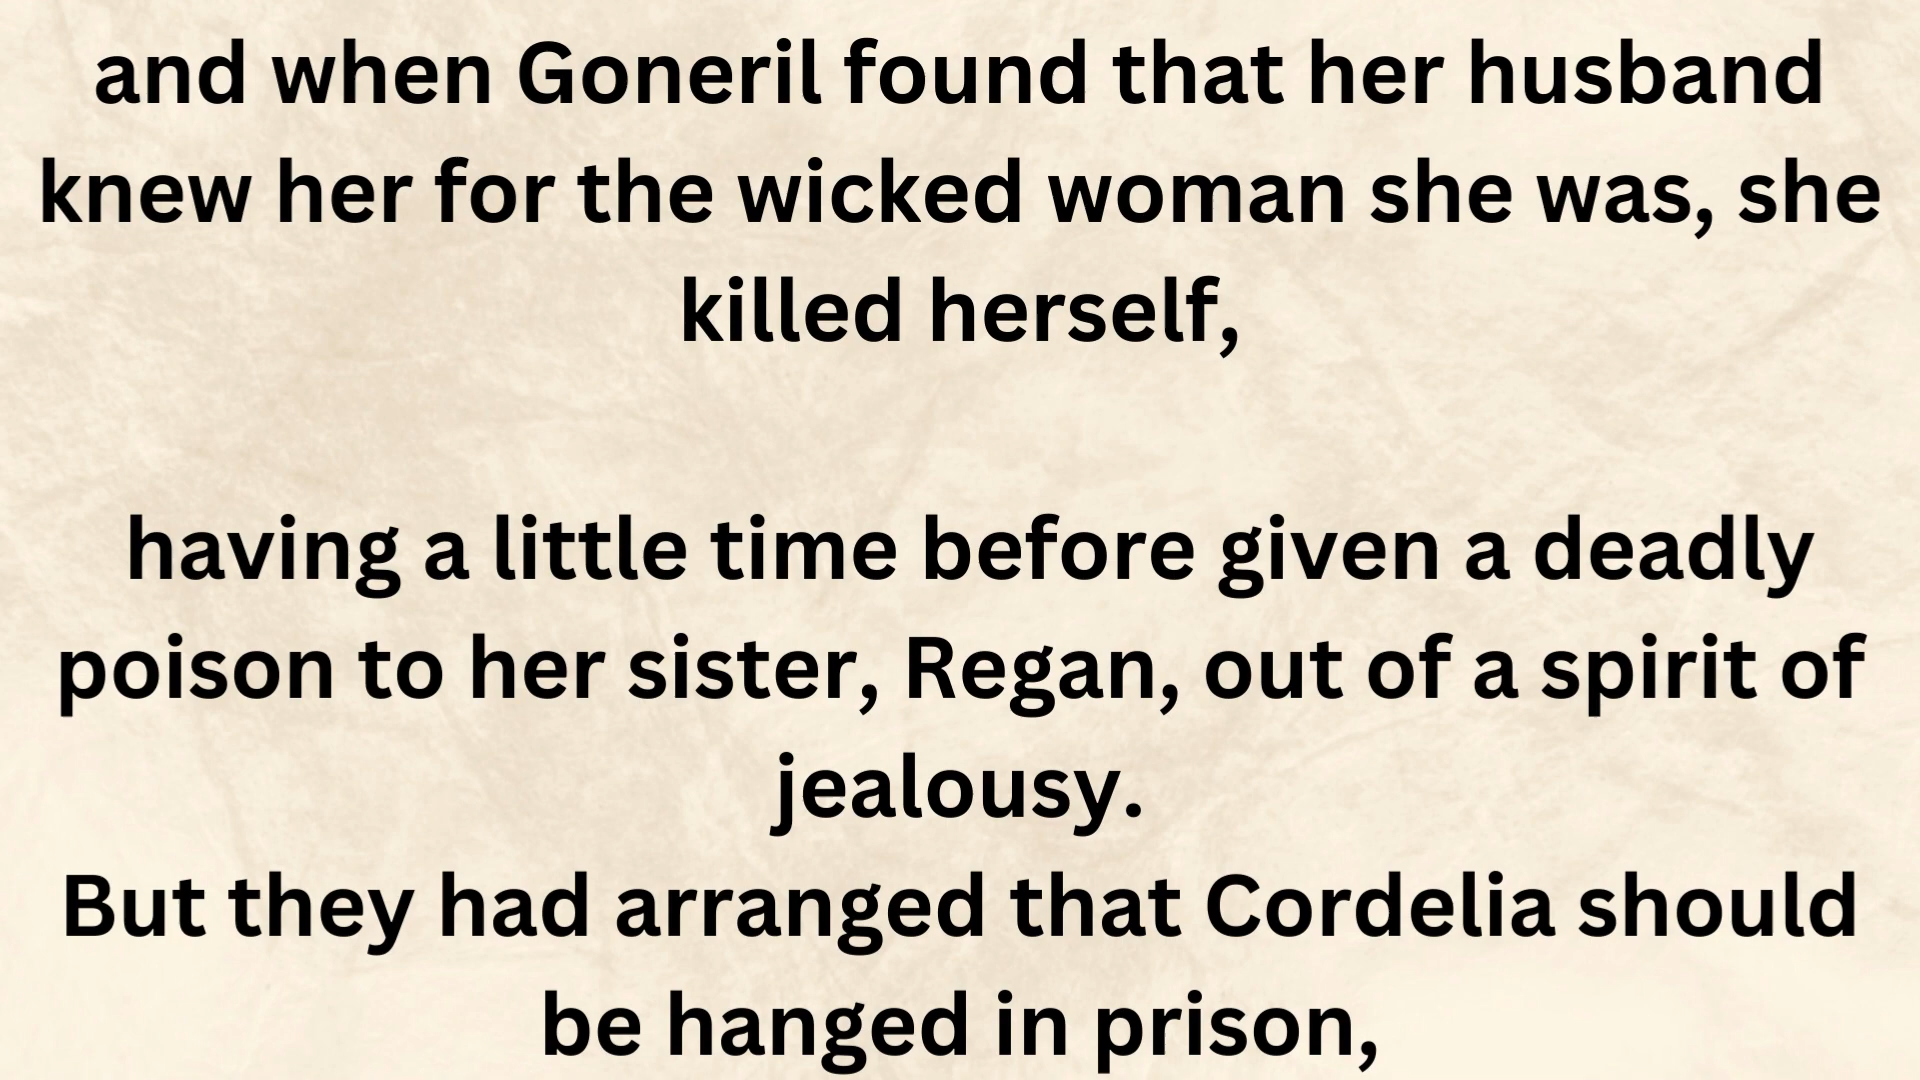 and when Goneril found that her husband
knew her for the wicked woman she was, she
killed herself,
having a little time before given a deadly
poison to her sister, Regan, out of a spirit of
jealousy.
But they had arranged that Cordelia should
be hanged in prison,